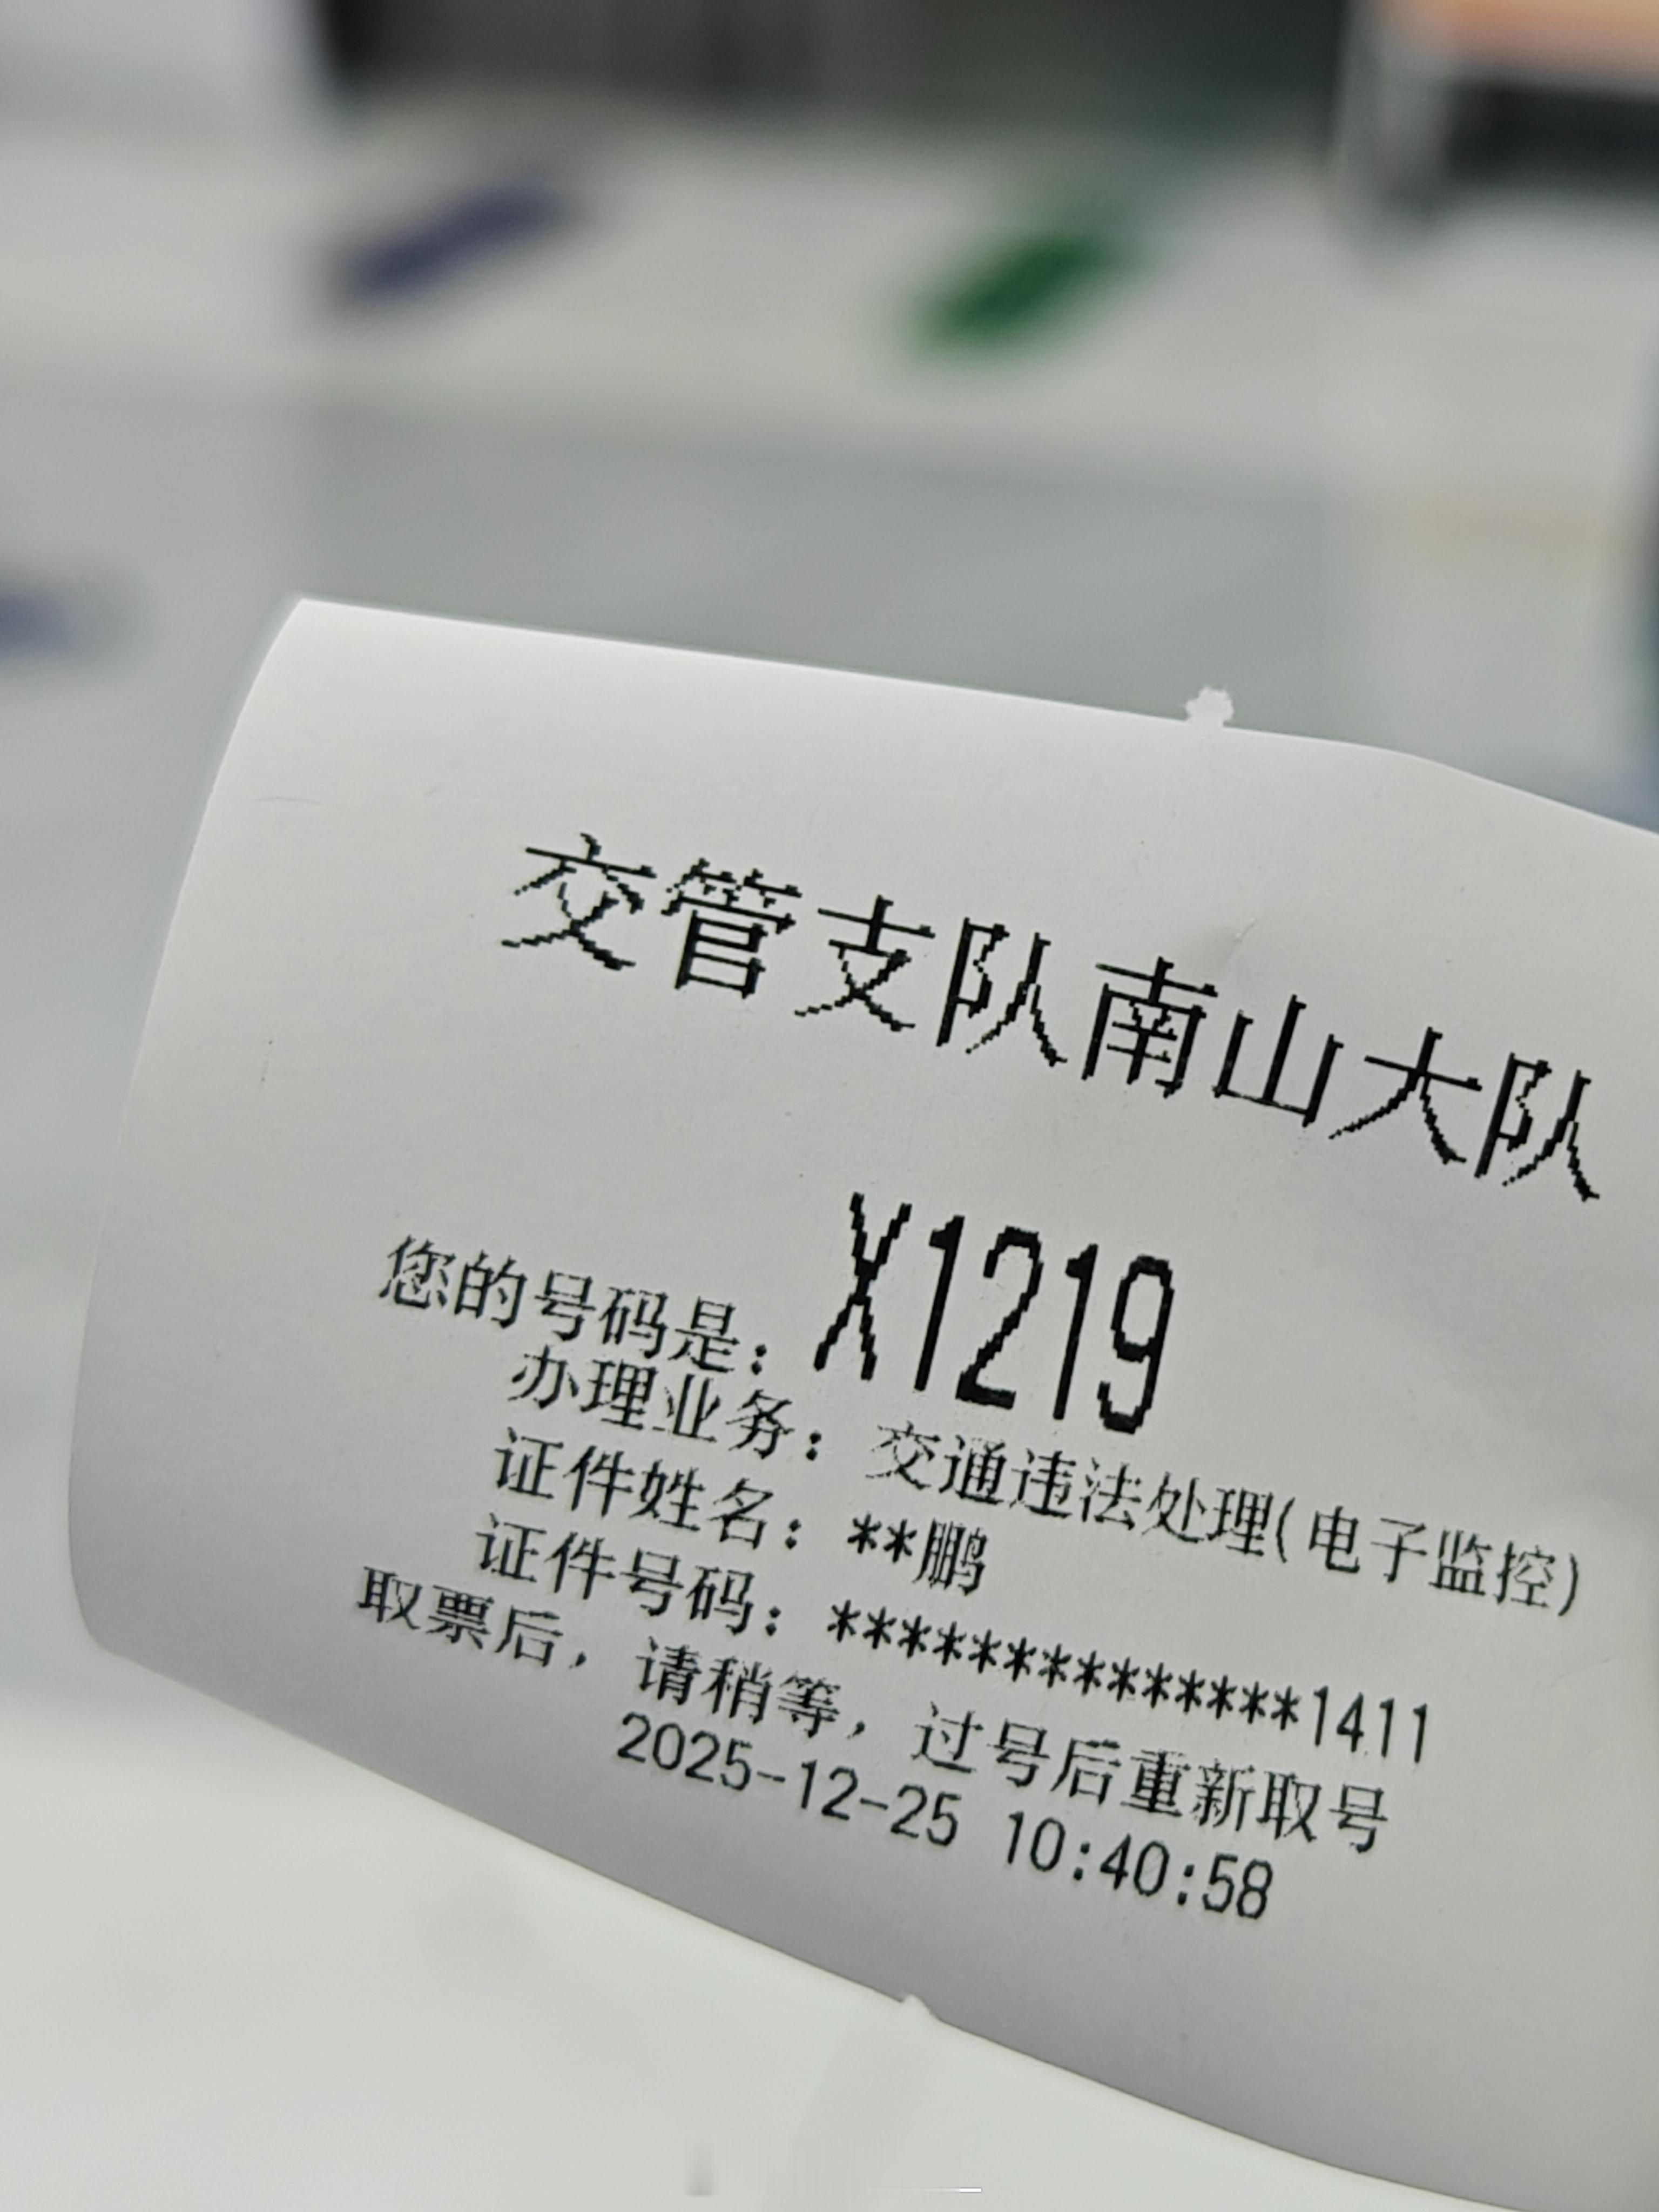 交管支队南山大队
您的号码是：X1219
办理业务：交通违法处理(电子监控)
证件姓名：**鹏
证件号码：**************1411
取票后，请稍等，过号后重新取号
2025-12-25 10:40:58